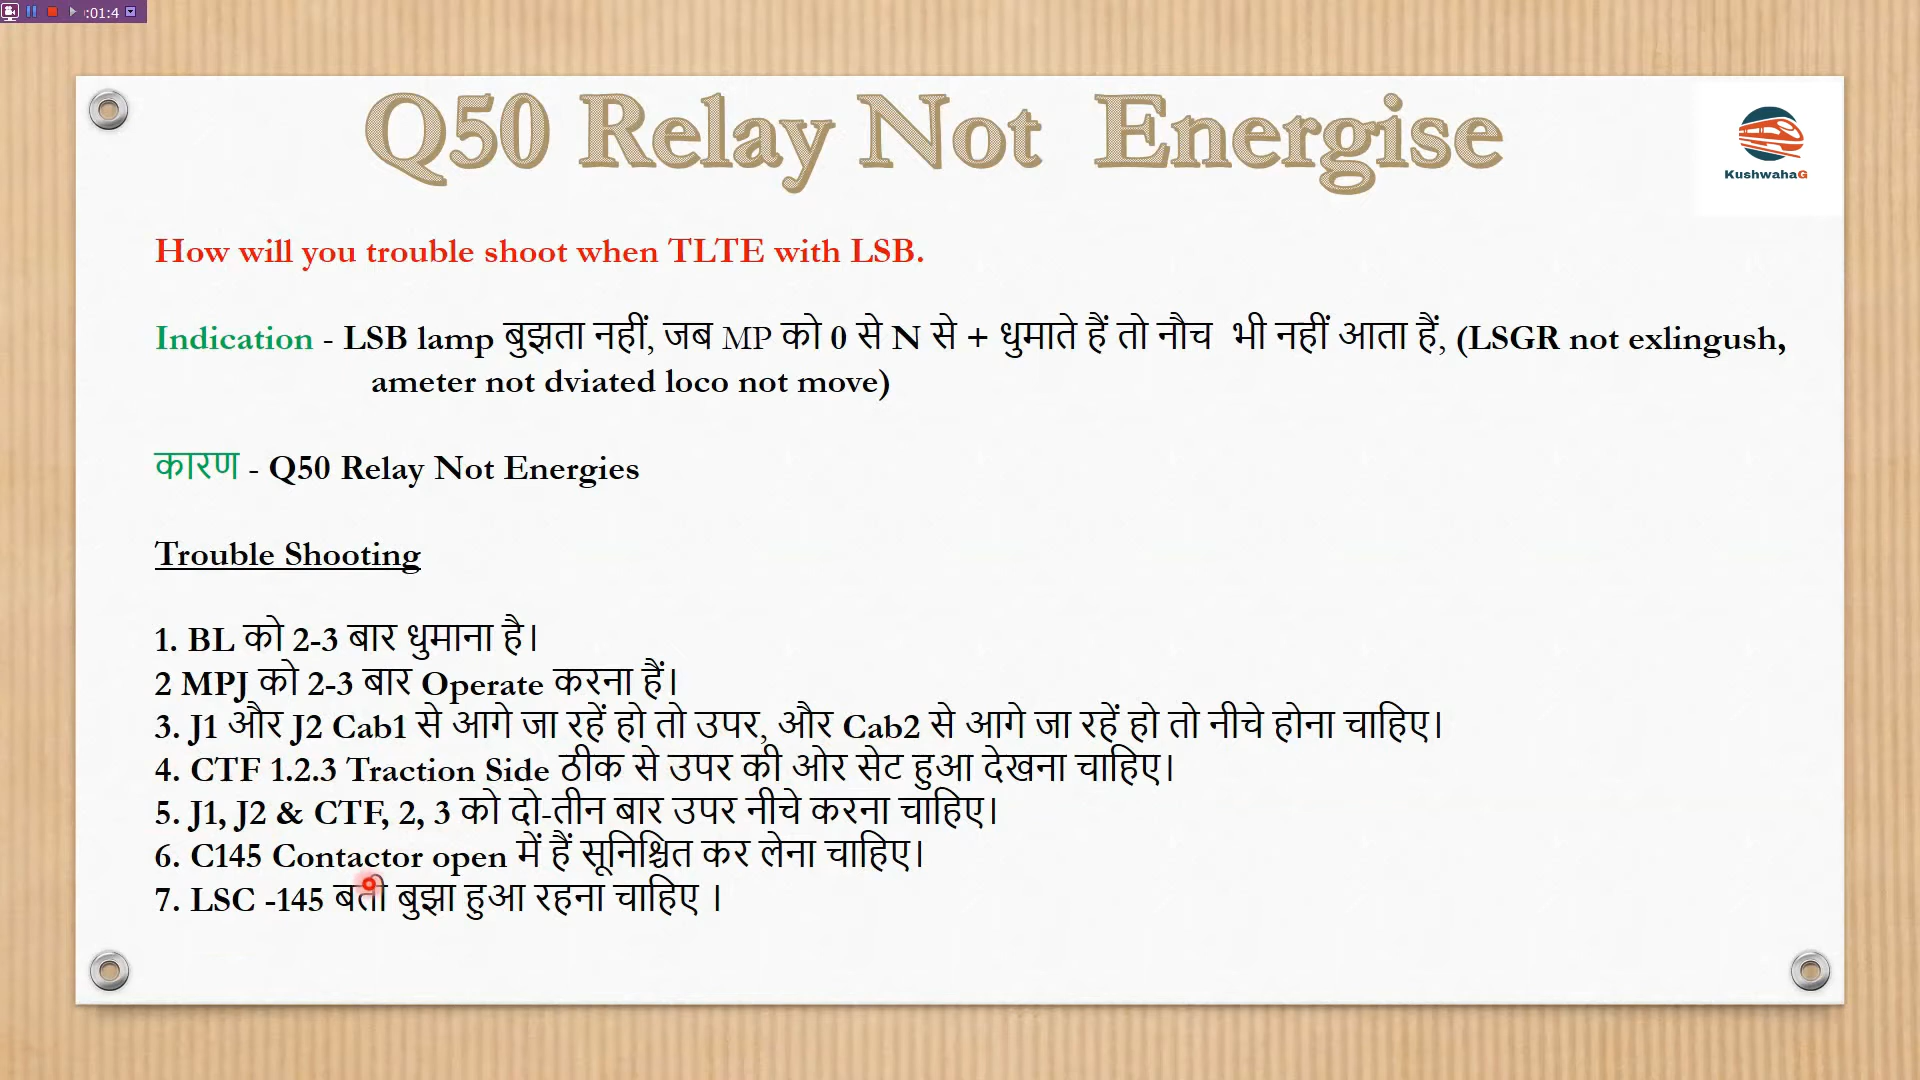 :01:4
Q50 Relay Not Energise
KushwahaG
How will you trouble shoot when TLTE with LSB.
Indication - LSB lamp बुझता नहीं, जब MP को 0 से N से + धुमाते हैं तो नौच भी नहीं आता हैं, (LSGR not exlingush,
ameter not dviated loco not move)
कारण - Q50 Relay Not Energies
Trouble Shooting
1. BL को 2-3 बार धुमाना है।
2 MPJ को 2-3 बार Operate करना हैं।
3. J1 और J2 Cab1 से आगे जा रहें हो तो उपर, और Cab2 से आगे जा रहें हो तो नीचे होना चाहिए।
4. CTF 1.2.3 Traction Side ठीक से उपर की ओर सेट हुआ देखना चाहिए।
5. J1, J2 & CTF, 2, 3 को दो-तीन बार उपर नीचे करना चाहिए।
6. C145 Contactor open में हैं सूनिश्चित कर लेना चाहिए।
7. LSC -145 बती बुझा हुआ रहना चाहिए ।